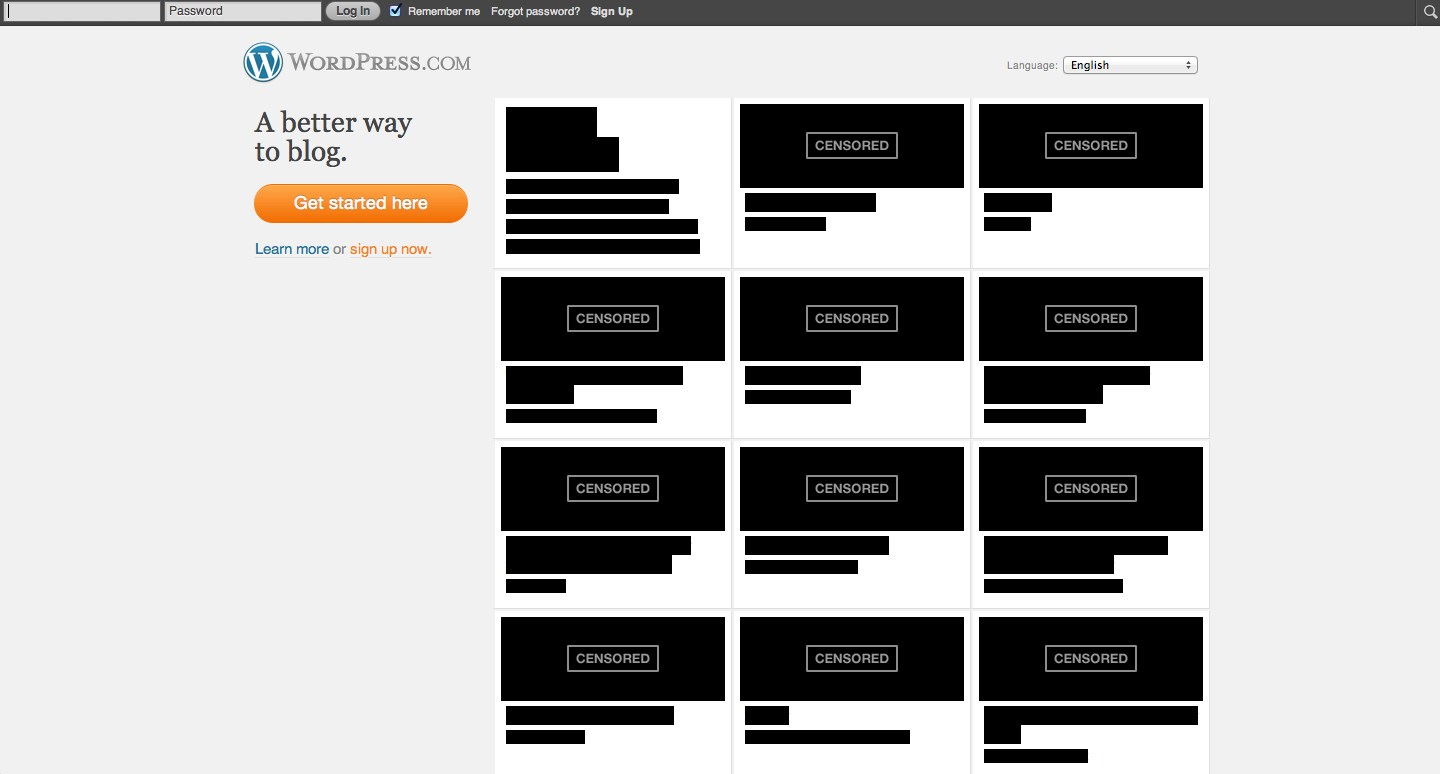 Password Log In Remember me Forgot password? Sign Up
WORDPRESS.COM
Language: English
A better way
to blog.
Get started here
Learn more or sign up now.
CENSORED CENSORED
CENSORED CENSORED CENSORED
CENSORED CENSORED CENSORED
CENSORED CENSORED CENSORED